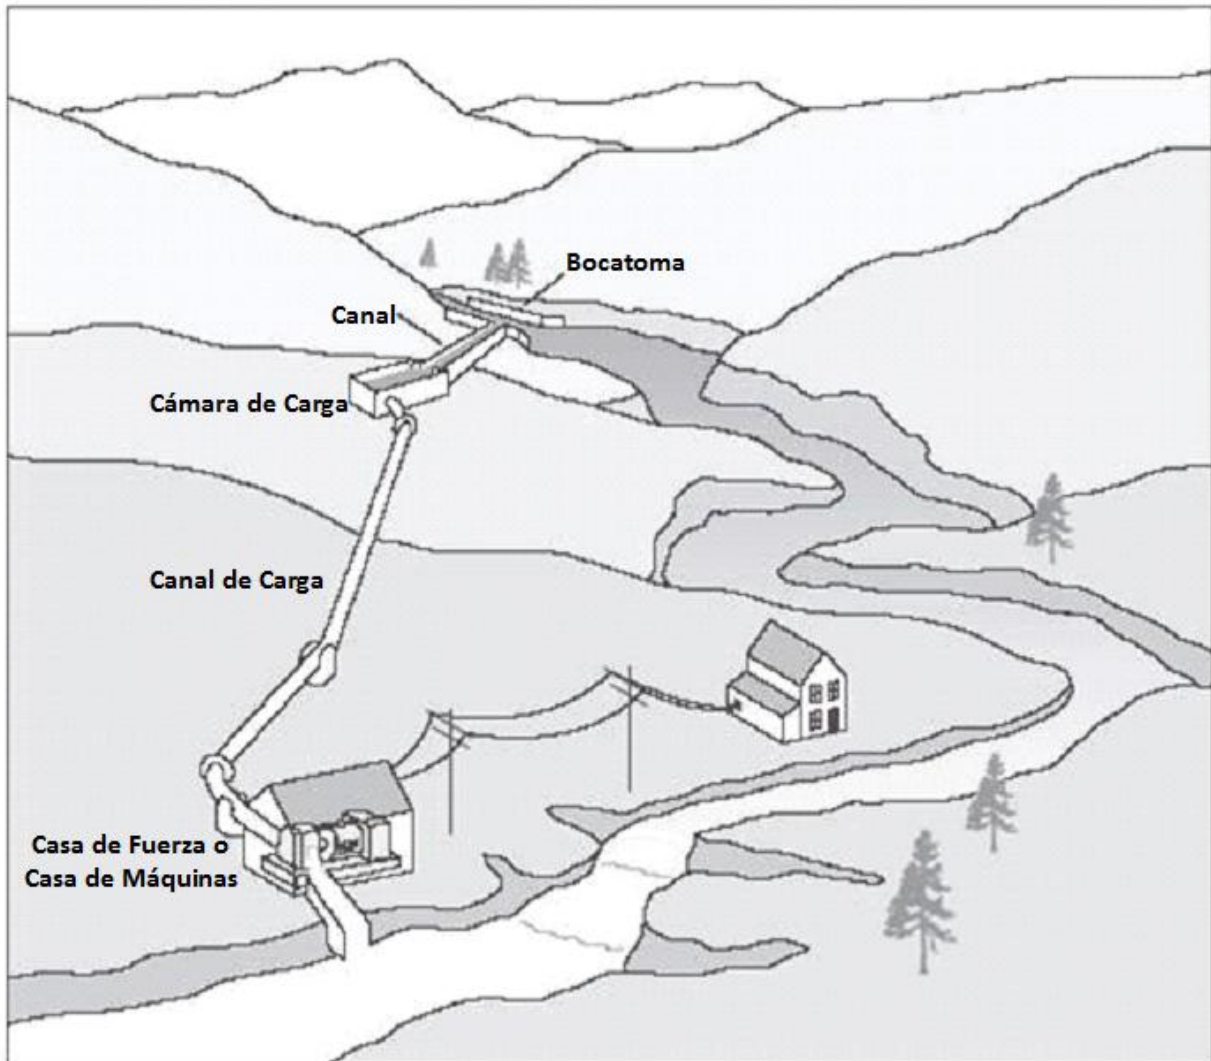 Bocatoma
Canal
Cámara de Carga
Canal de Carga
Casa de Fuerza o
Casa de Máquinas